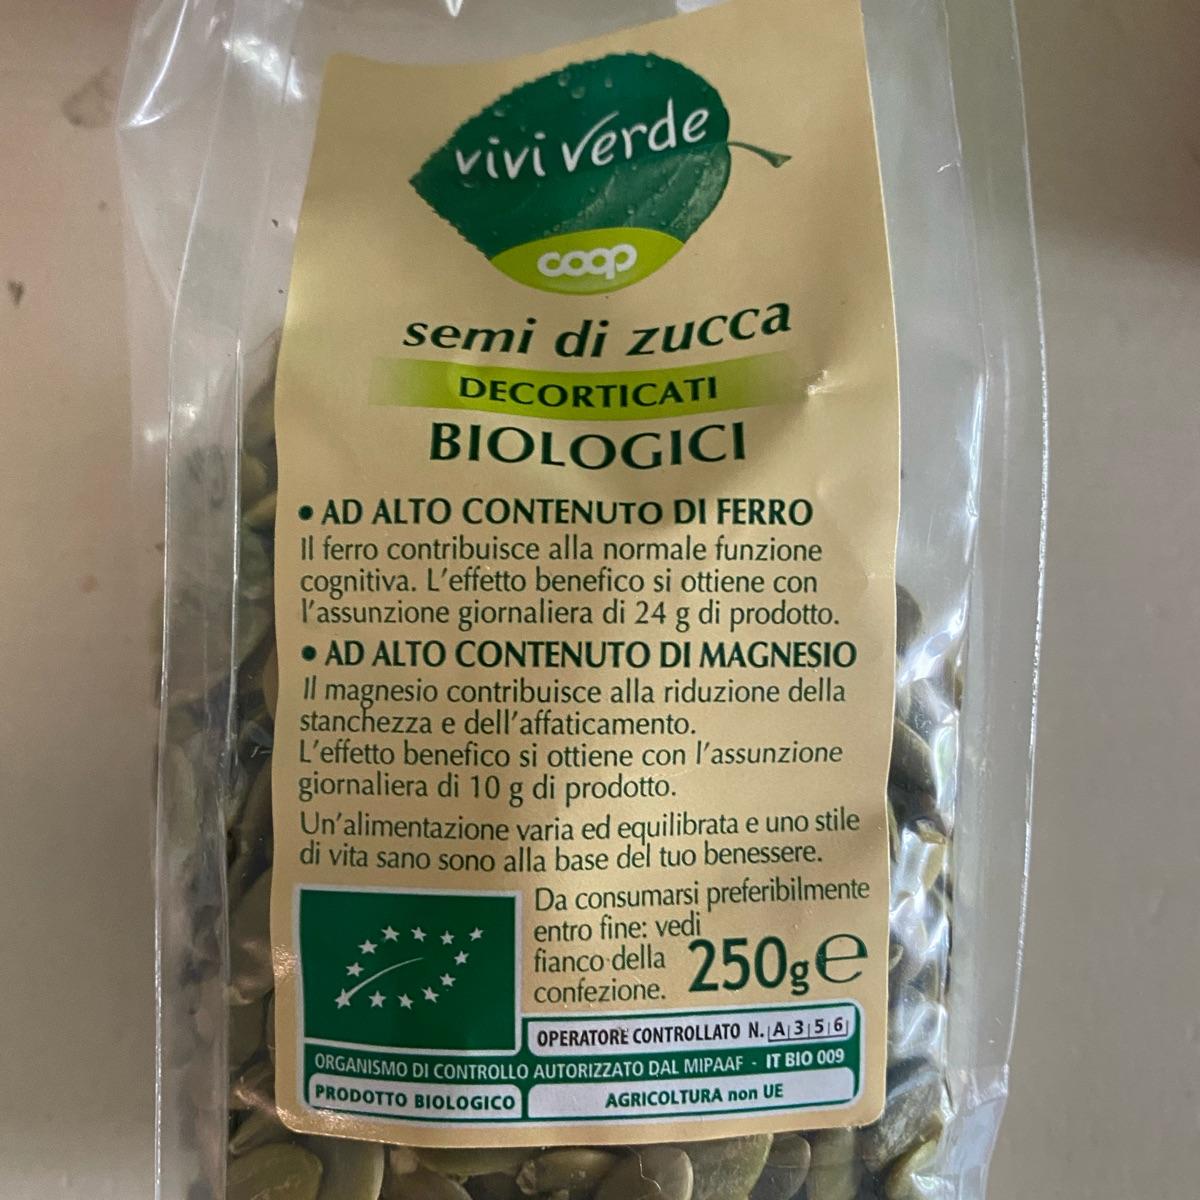 vivi verde
coop
semi di zucca
DECORTICATI
BIOLOGICI
• AD ALTO CONTENUTO DI FERRO
Il ferro contribuisce alla normale funzione
cognitiva. L'effetto benefico si ottiene con
l'assunzione giornaliera di 24 g di prodotto.
• AD ALTO CONTENUTO DI MAGNESIO
Il magnesio contribuisce alla riduzione della
stanchezza e dell'affaticamento.
L'effetto benefico si ottiene con l'assunzione
giornaliera di 10 g di prodotto.
Un'alimentazione varia ed equilibrata e uno stile
di vita sano sono alla base del tuo benessere.
Da consumarsi preferibilmente
entro fine: vedi
fianco della
confezione.
250g e
OPERATORE CONTROLLATO N. A356
ORGANISMO DI CONTROLLO AUTORIZZATO DAL MIPAAF - IT BIO 009
PRODOTTO BIOLOGICO
AGRICOLTURA non UE